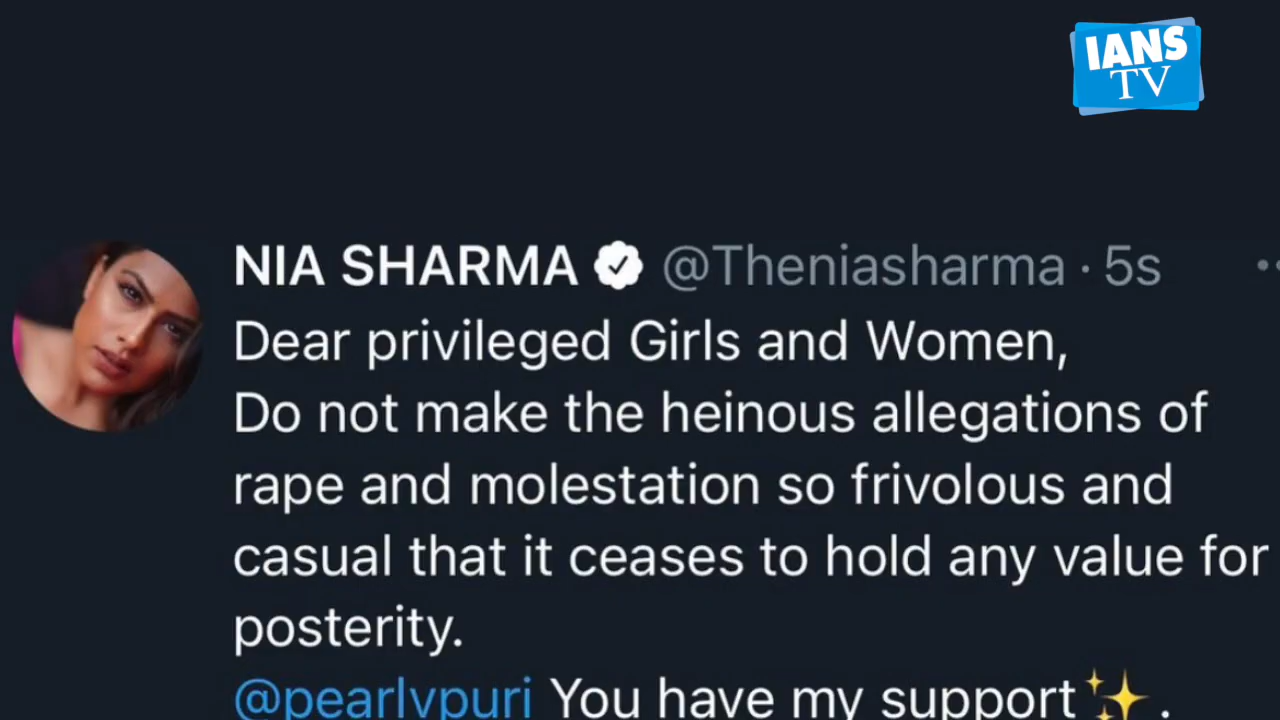 IANS
TV
NIA SHARMA @Theniasharma · 5s
Dear privileged Girls and Women,
Do not make the heinous allegations of
rape and molestation so frivolous and
casual that it ceases to hold any value for
posterity.
@pearlvpuri You have my support✨.